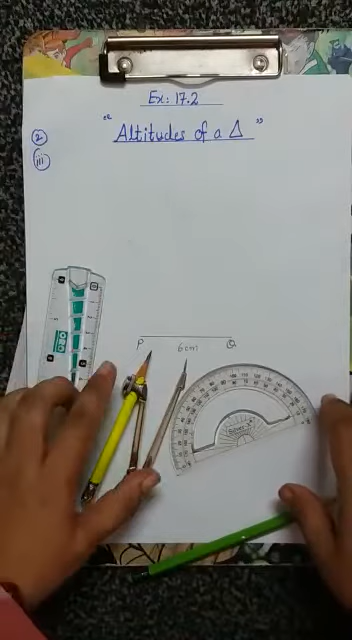 Ex: 17.2
" Altitudes of a Δ "
2
iii
P 6cm Q